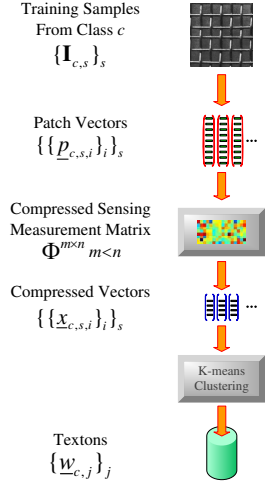 Training Samples
From Class c
{I_{c,s}}_s
Patch Vectors
{{p_{c,s,i}}_i}_s
...
Compressed Sensing
Measurement Matrix
Φ^{m×n} m<n
Compressed Vectors
{{x_{c,s,i}}_i}_s
...
K-means
Clustering
Textons
{w_{c,j}}_j